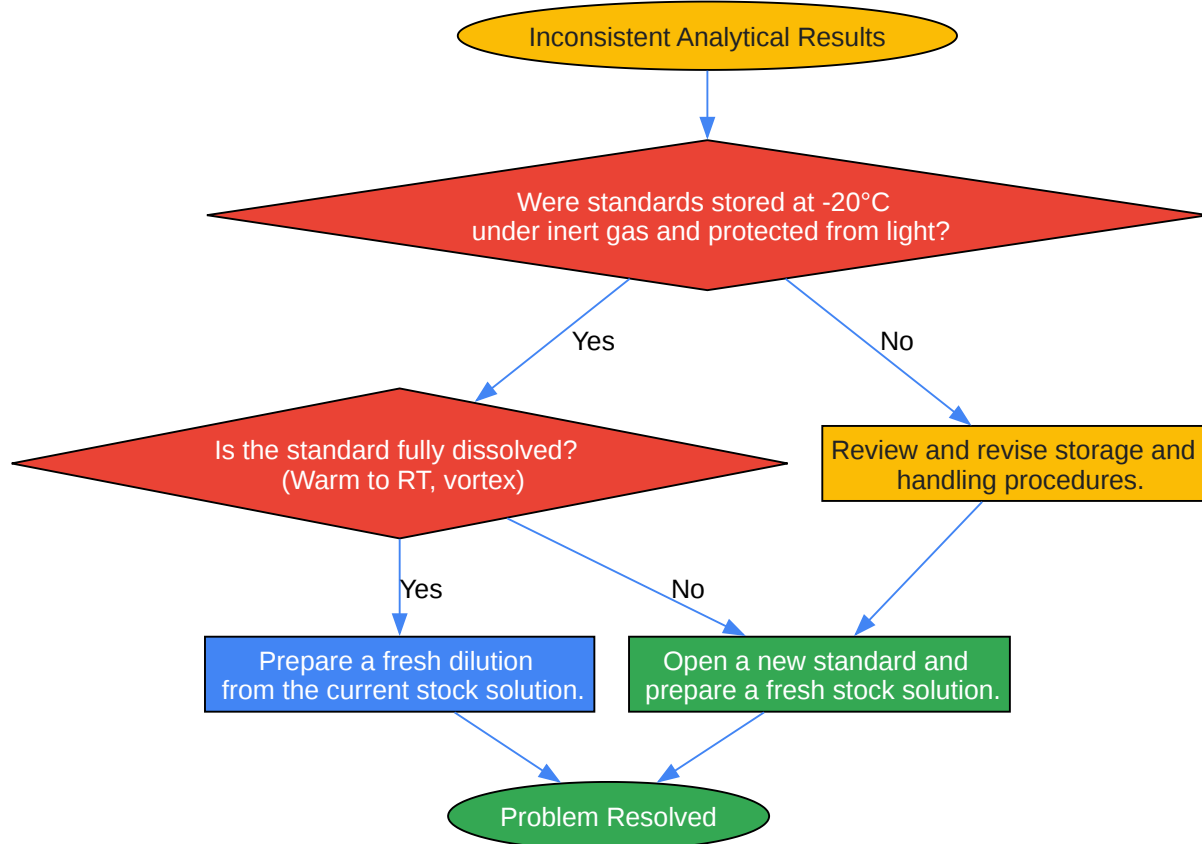 Inconsistent Analytical Results
Were standards stored at -20°C
under inert gas and protected from light?
Yes
No
Is the standard fully dissolved?
(Warm to RT, vortex)
Review and revise storage and
handling procedures.
Yes
No
Prepare a fresh dilution
from the current stock solution.
Open a new standard and
prepare a fresh stock solution.
Problem Resolved